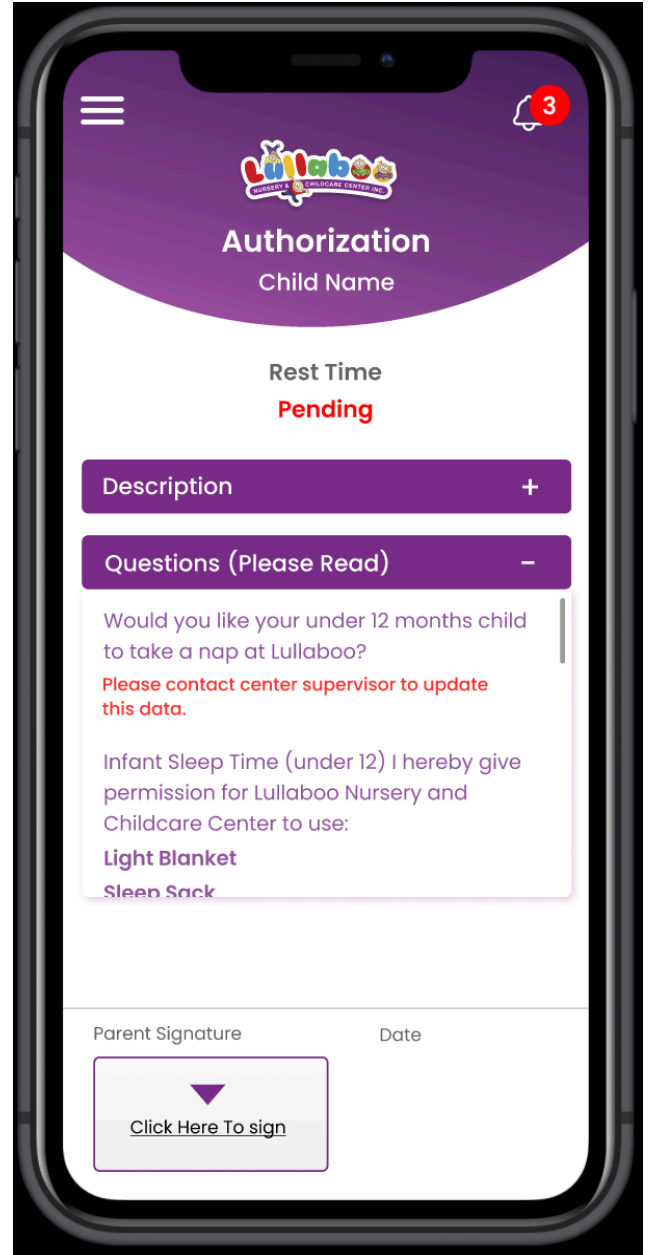 3
Lullaboo
NURSERY & CHILDCARE CENTER INC.
Authorization
Child Name
Rest Time
Pending
Description +
Questions (Please Read) –
Would you like your under 12 months child
to take a nap at Lullaboo?
Please contact center supervisor to update
this data.
Infant Sleep Time (under 12) I hereby give
permission for Lullaboo Nursery and
Childcare Center to use:
Light Blanket
Sleep Sack
Parent Signature Date
Click Here To sign